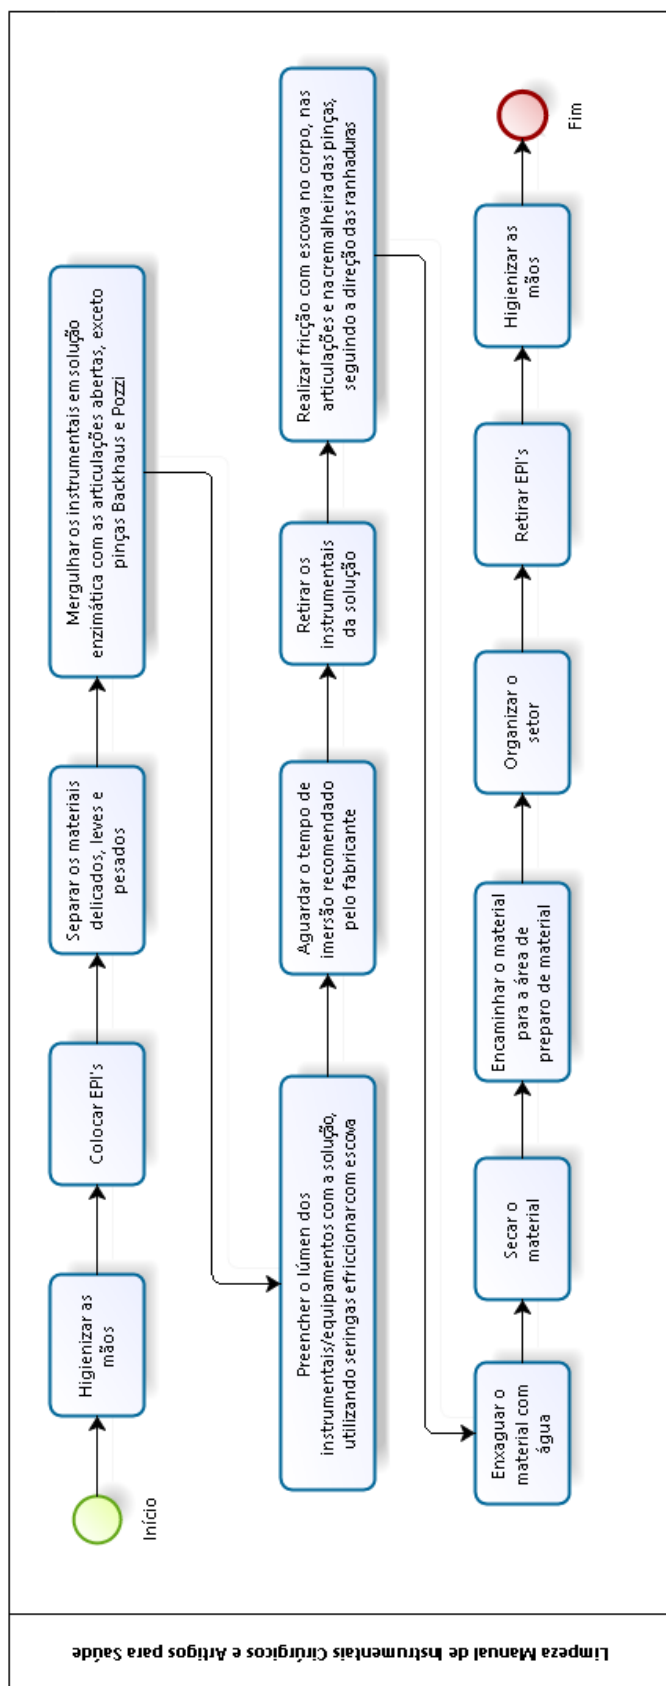 Limpeza Manual de Instrumentais Cirúrgicos e Artigos para Saúde
Início
Higienizar as
mãos
Colocar EPI's
Separar os materiais
delicados, leves e
pesados
Mergulhar os instrumentais em solução
enzimática com as articulações abertas, exceto
pinças Backhaus e Pozzi
Preencher o lúmen dos
instrumentais/equipamentos com a solução,
utilizando seringas e friccionar com escova
Aguardar o tempo de
imersão recomendado
pelo fabricante
Retirar os
instrumentais
da solução
Realizar fricção com escova no corpo, nas
articulações e na cremalheira das pinças,
seguindo a direção das ranhaduras
Enxaguar o
material com
água
Secar o
material
Encaminhar o material
para a área de
preparo de material
Organizar o
setor
Retirar EPI's
Higienizar as
mãos
Fim